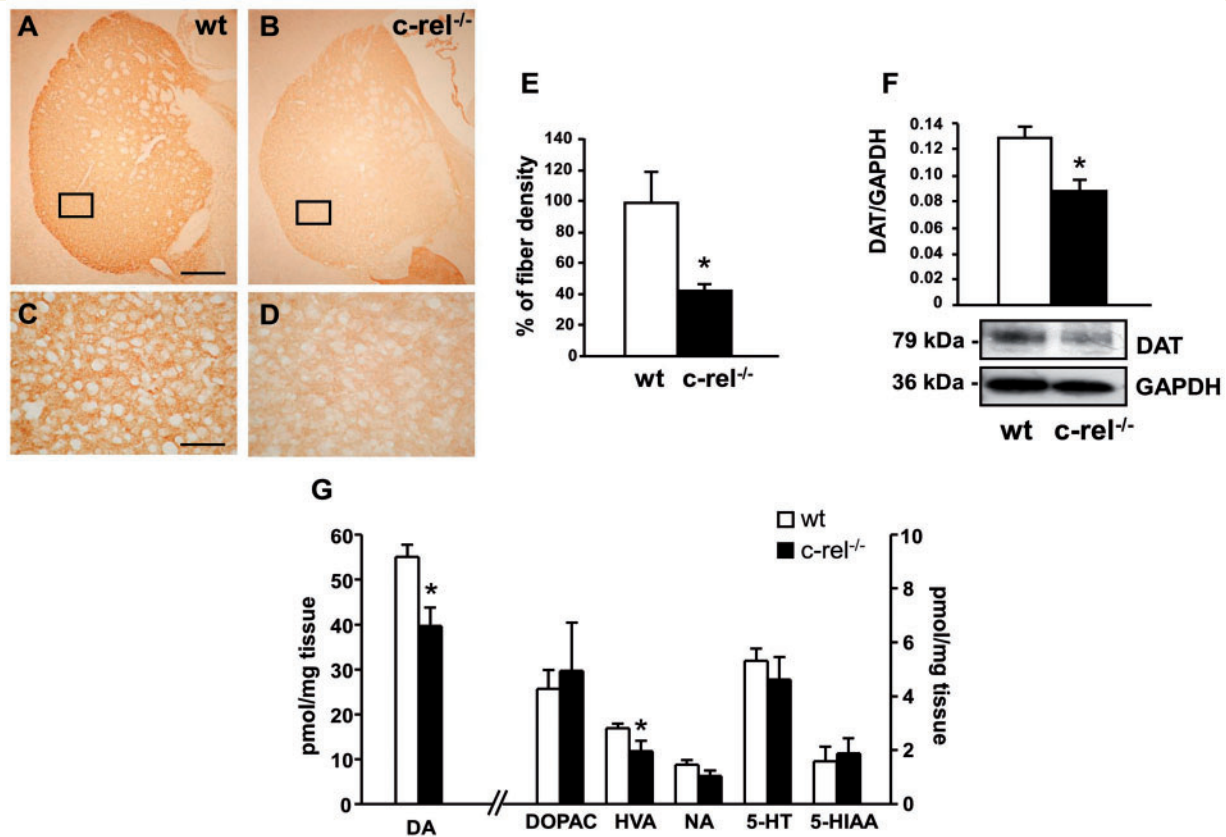 A wt
B c-rel-/-
C
D
E
% of fiber density
140
120
100
80
60
40
20
0
*
wt c-rel-/-
F
DAT/GAPDH
0.14
0.12
0.10
0.08
0.06
0.12
0.04
0.02
0
*
79 kDa - DAT
36 kDa - GAPDH
wt c-rel-/-
G
wt
c-rel-/-
pmol/mg tissue
60
50
40
30
20
10
0
*
*
10
8
6
4
2
0
pmol/mg tissue
DA // DOPAC HVA NA 5-HT 5-HIAA